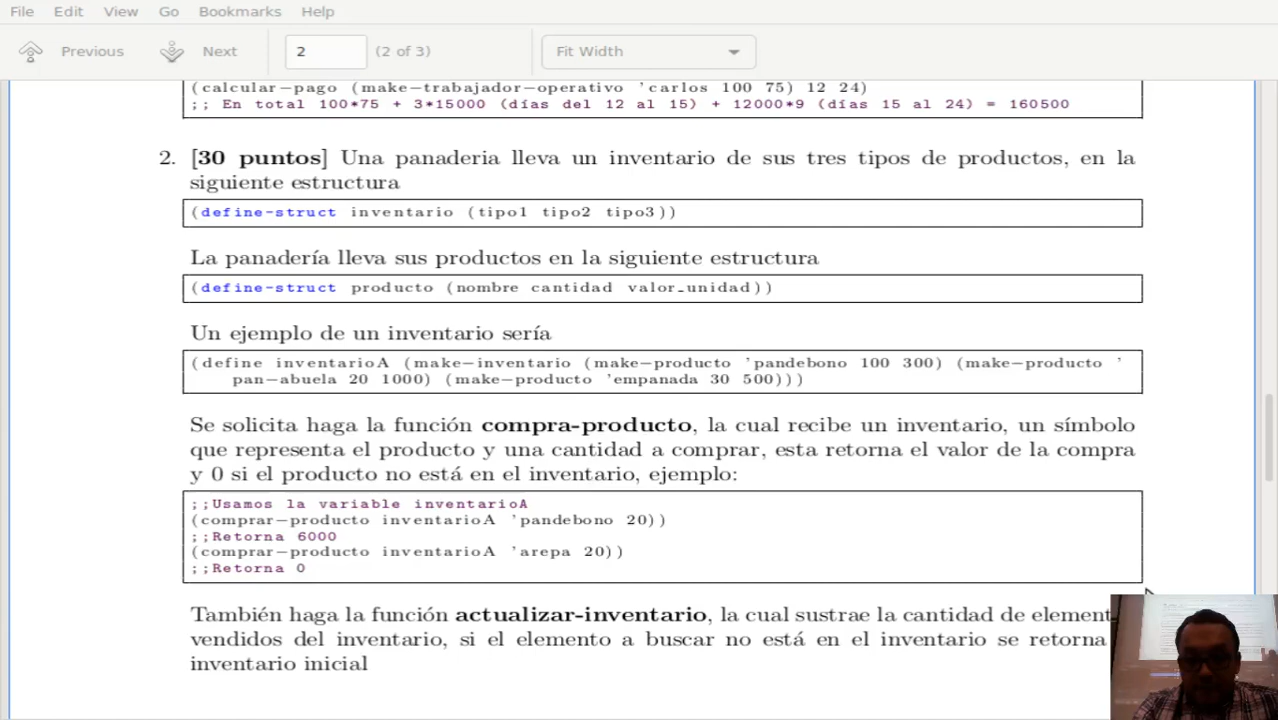 File Edit View Go Bookmarks Help
Previous Next 2 (2 of 3) Fit Width
(calcular-pago (make-trabajador-operativo 'carlos 100 75) 12 24)
;; En total 100*75 + 3*15000 (días del 12 al 15) + 12000*9 (días 15 al 24) = 160500
2. [30 puntos] Una panaderia lleva un inventario de sus tres tipos de productos, en la
siguiente estructura
(define-struct inventario (tipo1 tipo2 tipo3))
La panadería lleva sus productos en la siguiente estructura
(define-struct producto (nombre cantidad valor_unidad))
Un ejemplo de un inventario sería
(define inventarioA (make-inventario (make-producto 'pandebono 100 300) (make-producto '
pan-abuela 20 1000) (make-producto 'empanada 30 500)))
Se solicita haga la función compra-producto, la cual recibe un inventario, un símbolo
que representa el producto y una cantidad a comprar, esta retorna el valor de la compra
y 0 si el producto no está en el inventario, ejemplo:
;;Usamos la variable inventarioA
(comprar-producto inventarioA 'pandebono 20))
;;Retorna 6000
(comprar-producto inventarioA 'arepa 20))
;;Retorna 0
También haga la función actualizar-inventario, la cual sustrae la cantidad de element
vendidos del inventario, si el elemento a buscar no está en el inventario se retorna
inventario inicial